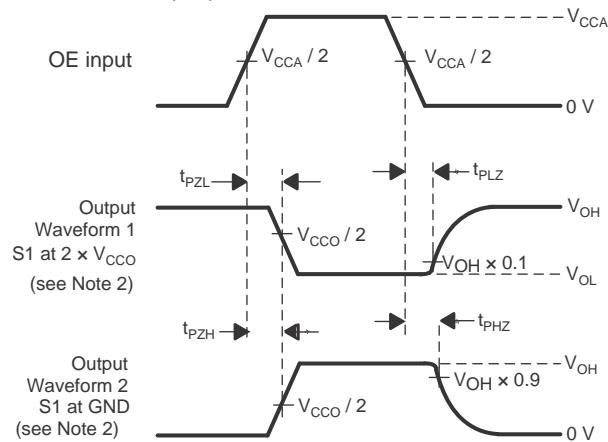 V_CCA
OE input
V_CCA / 2
V_CCA / 2
0 V
t_PZL
t_PLZ
Output
Waveform 1
S1 at 2 × V_CCO
(see Note 2)
V_OH
V_CCO / 2
V_OH × 0.1
V_OL
t_PZH
t_PHZ
Output
Waveform 2
S1 at GND
(see Note 2)
V_OH
V_OH × 0.9
V_CCO / 2
0 V